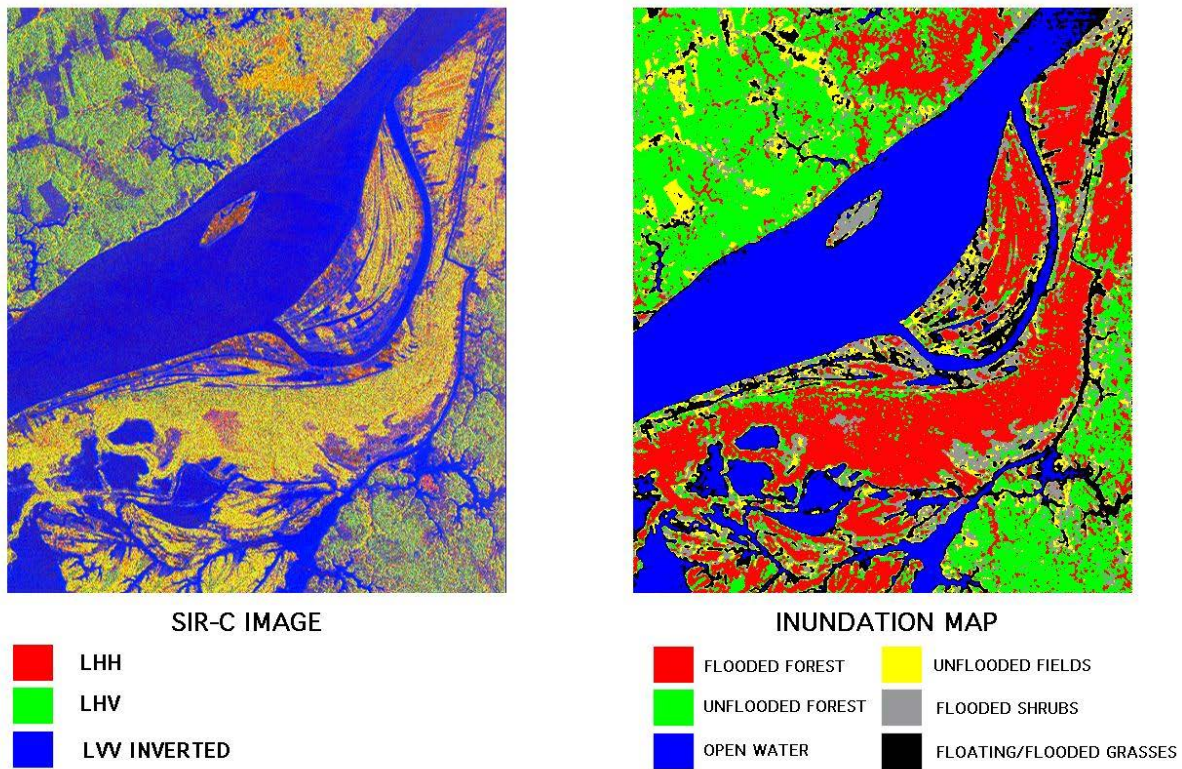 SIR-C IMAGE
LHH
LHV
LVV INVERTED
INUNDATION MAP
FLOODED FOREST
UNFLOODED FIELDS
UNFLOODED FOREST
FLOODED SHRUBS
OPEN WATER
FLOATING/FLOODED GRASSES